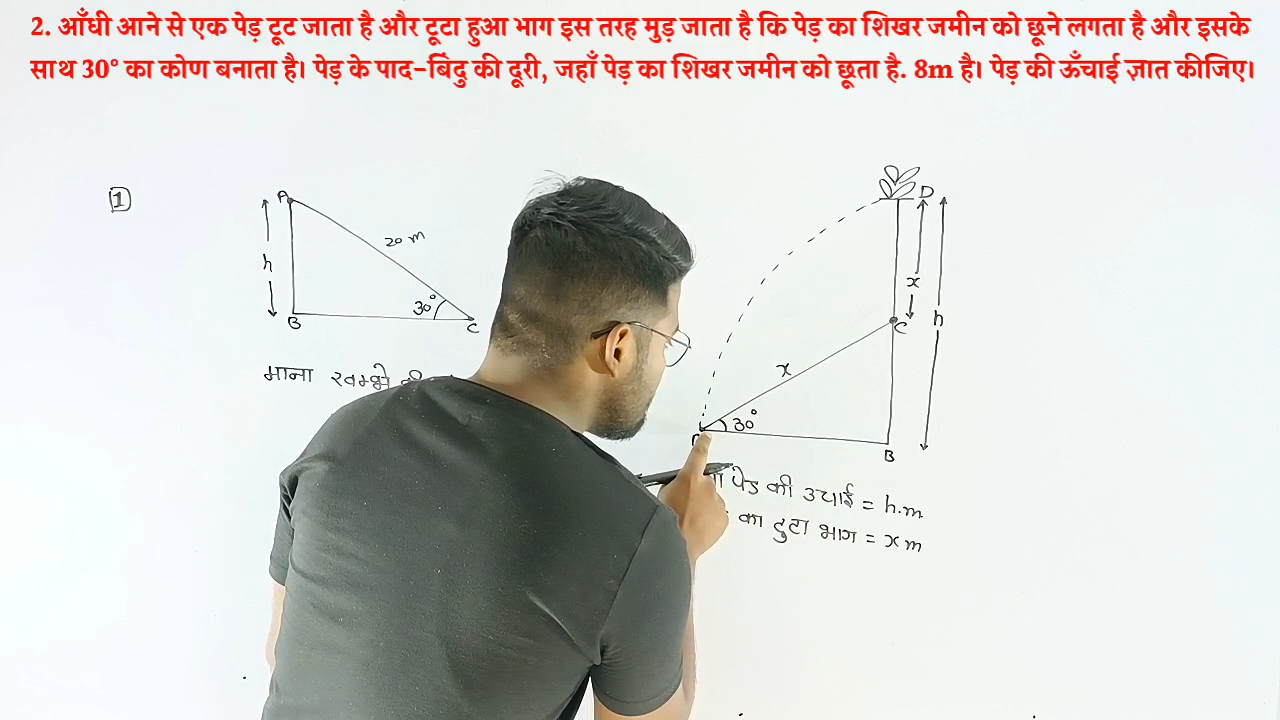 2. आँधी आने से एक पेड़ टूट जाता है और टूटा हुआ भाग इस तरह मुड़ जाता है कि पेड़ का शिखर जमीन को छूने लगता है और इसके
साथ 30° का कोण बनाता है। पेड़ के पाद-बिंदु की दूरी, जहाँ पेड़ का शिखर जमीन को छूता है. 8m है। पेड़ की ऊँचाई ज्ञात कीजिए।
1
A
20 m
h
30°
B
C
माना खम्भे की
D
x
C
h
x
30°
B
पेड की उचाई = h.m
का टुटा भाग = x m